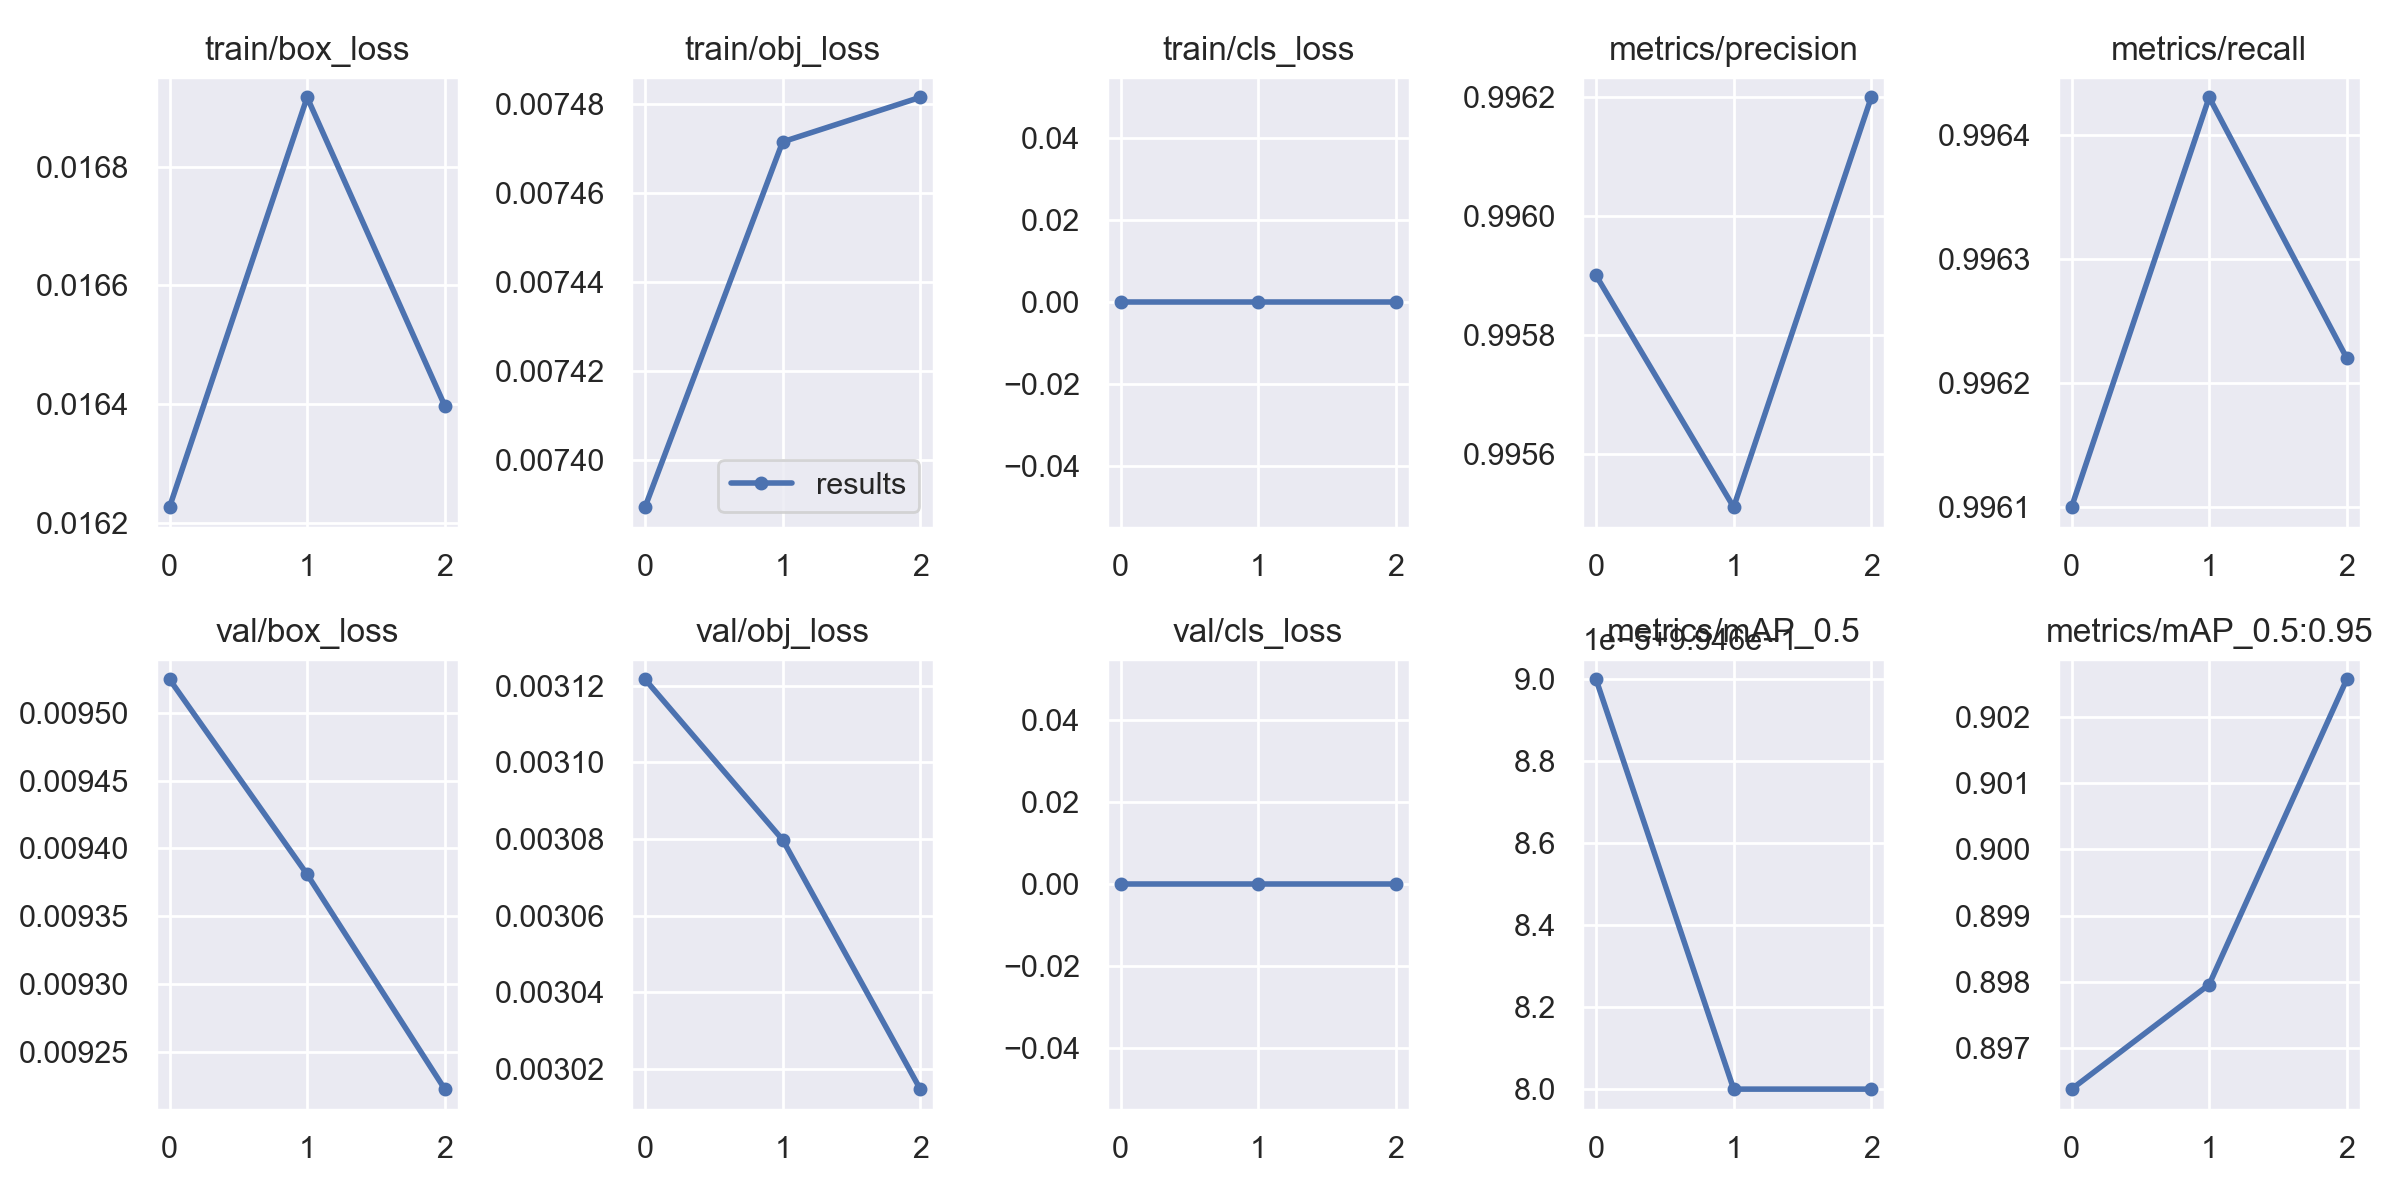 train/box_loss
0.0168
0.0166
0.0164
0.0162
0 1 2
train/obj_loss
0.00748
0.00746
0.00744
0.00742
0.00740
results
0 1 2
train/cls_loss
0.04
0.02
0.00
−0.02
−0.04
0 1 2
metrics/precision
0.9962
0.9960
0.9958
0.9956
0 1 2
metrics/recall
0.9964
0.9963
0.9962
0.9961
0 1 2
val/box_loss
0.00950
0.00945
0.00940
0.00935
0.00930
0.00925
0 1 2
val/obj_loss
0.00312
0.00310
0.00308
0.00306
0.00304
0.00302
0 1 2
val/cls_loss
0.04
0.02
0.00
−0.02
−0.04
0 1 2
metrics/mAP_0.5
1e−5+9.946e−1
9.0
8.8
8.6
8.4
8.2
8.0
0 1 2
metrics/mAP_0.5:0.95
0.902
0.901
0.900
0.899
0.898
0.897
0 1 2